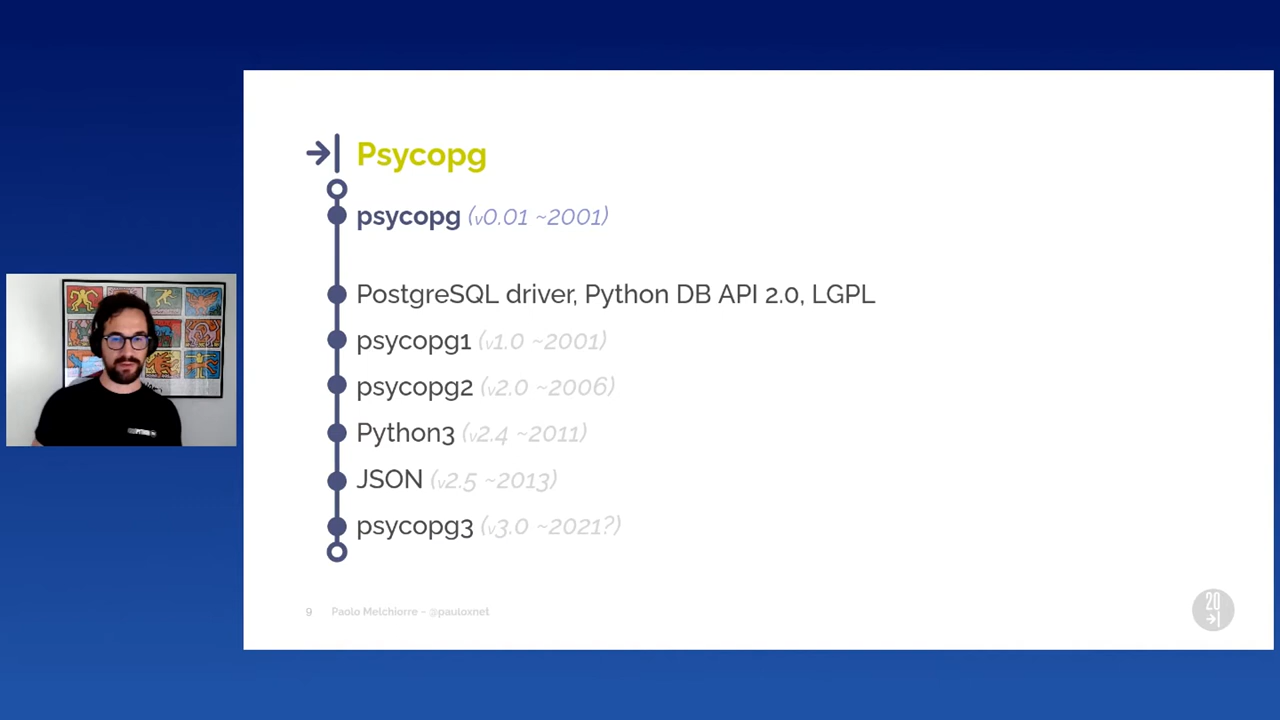 Psycopg
psycopg (v0.01 ~2001)
PostgreSQL driver, Python DB API 2.0, LGPL
psycopg1 (v1.0 ~2001)
psycopg2 (v2.0 ~2006)
Python3 (v2.4 ~2011)
JSON (v2.5 ~2013)
psycopg3 (v3.0 ~2021?)
9 Paolo Melchiorre – @pauloxnet
20